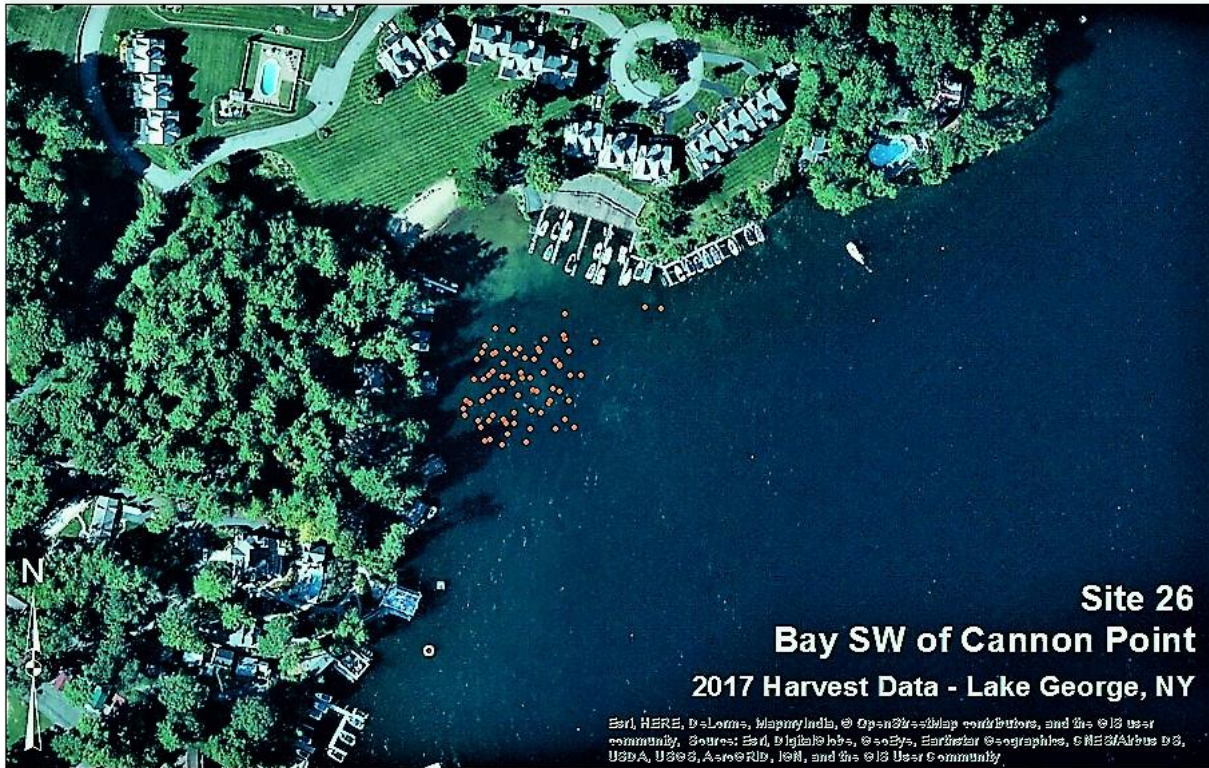 N
Site 26
Bay SW of Cannon Point
2017 Harvest Data - Lake George, NY
Esri, HERE, DeLorme, MapmyIndia, © OpenStreetMap contributors, and the GIS user
community, Source: Esri, DigitalGlobe, GeoEye, Earthstar Geographics, CNES/Airbus DS,
USDA, USGS, AeroGRID, IGN, and the GIS User Community